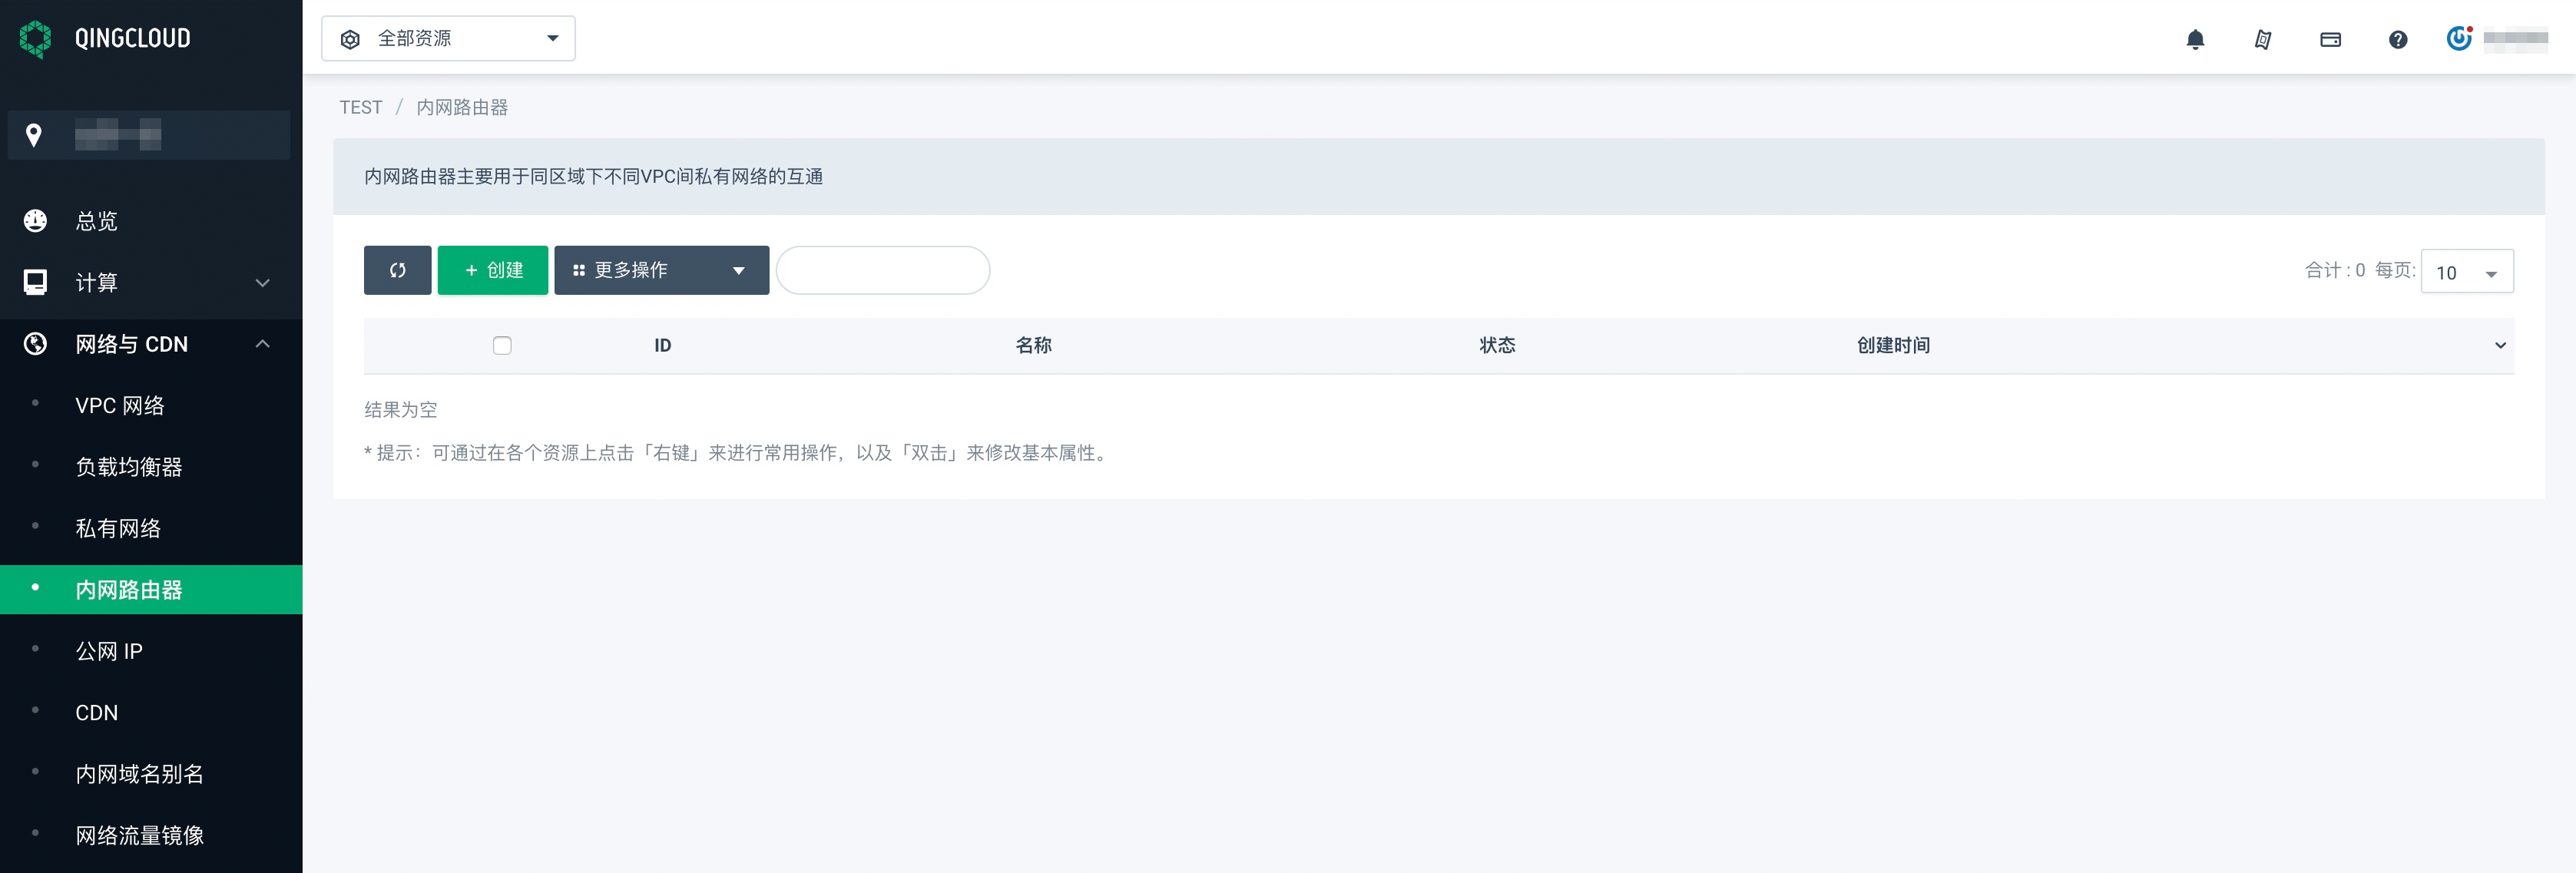 QINGCLOUD
全部资源
总览
计算
网络与 CDN
VPC 网络
负载均衡器
私有网络
内网路由器
公网 IP
CDN
内网域名别名
网络流量镜像
TEST / 内网路由器
内网路由器主要用于同区域下不同VPC间私有网络的互通
+ 创建
更多操作
合计 : 0 每页: 10
ID 名称 状态 创建时间
结果为空
* 提示：可通过在各个资源上点击「右键」来进行常用操作，以及「双击」来修改基本属性。